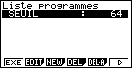 Liste programmes
SEUIL : 64
EXE EDIT NEW DEL DEL·A ▷